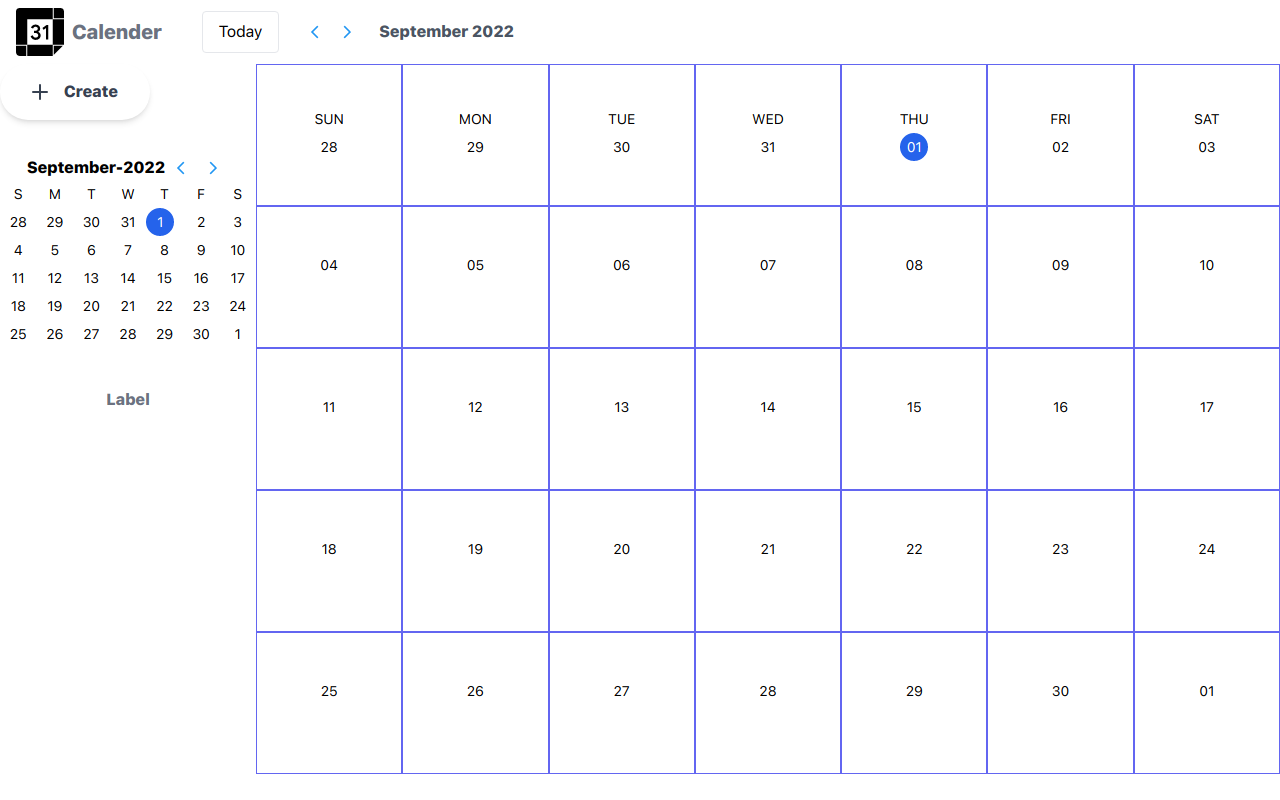 31 Calender Today September 2022
Create
September-2022
S M T W T F S
28 29 30 31 1 2 3
4 5 6 7 8 9 10
11 12 13 14 15 16 17
18 19 20 21 22 23 24
25 26 27 28 29 30 1
Label
SUN MON TUE WED THU FRI SAT
28 29 30 31 01 02 03
04 05 06 07 08 09 10
11 12 13 14 15 16 17
18 19 20 21 22 23 24
25 26 27 28 29 30 01